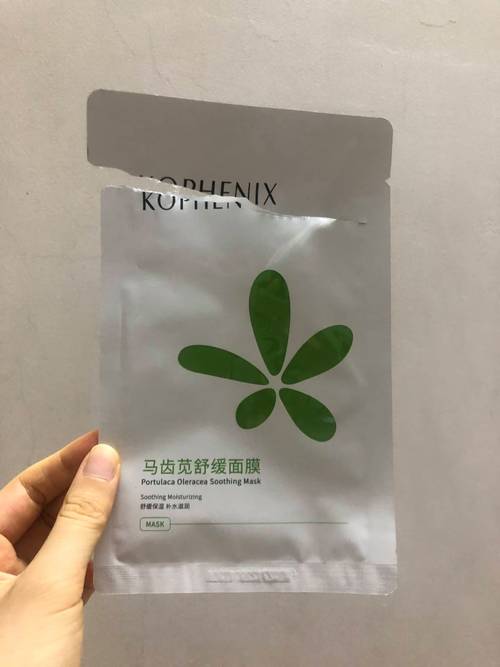 KOPHENIX
马齿苋舒缓面膜
Portulaca Oleracea Soothing Mask
Soothing Moisturizing
舒缓保湿 补水滋润
MASK